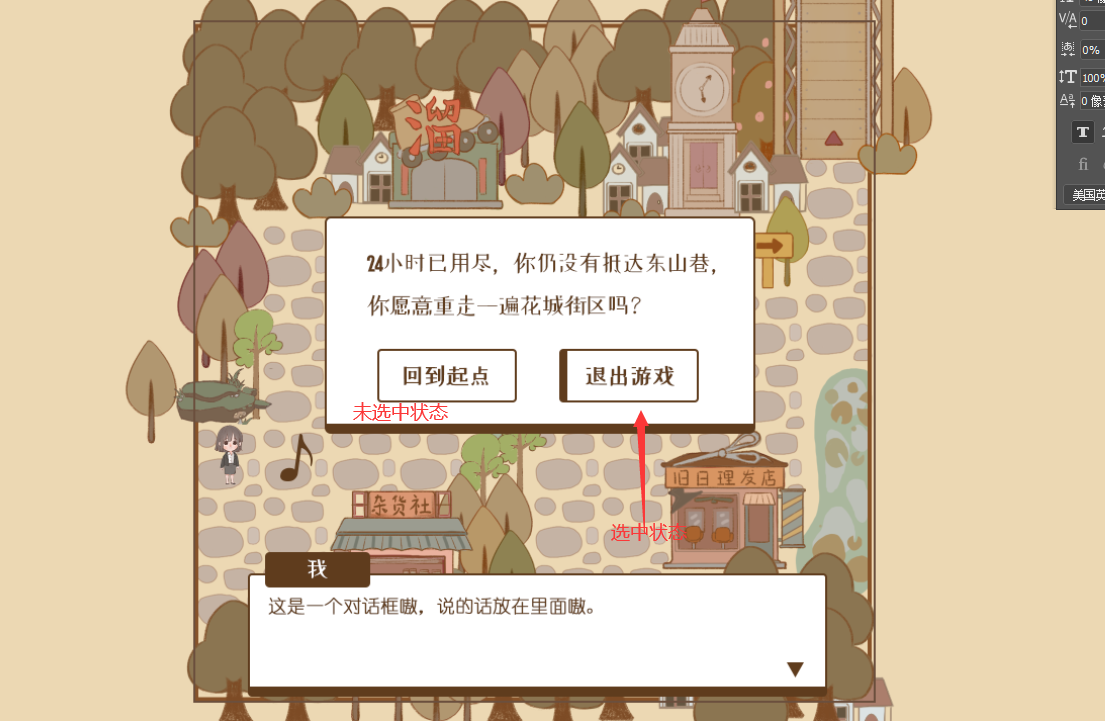 V/A 0
0%
T 100%
0 像
T
fi
美国英
溜
24小时已用尽，你仍没有抵达东山巷，
你愿意重走一遍花城街区吗？
回到起点
退出游戏
未选中状态
旧日理发店
杂货社
选中状态
我
这是一个对话框嗷，说的话放在里面嗷。